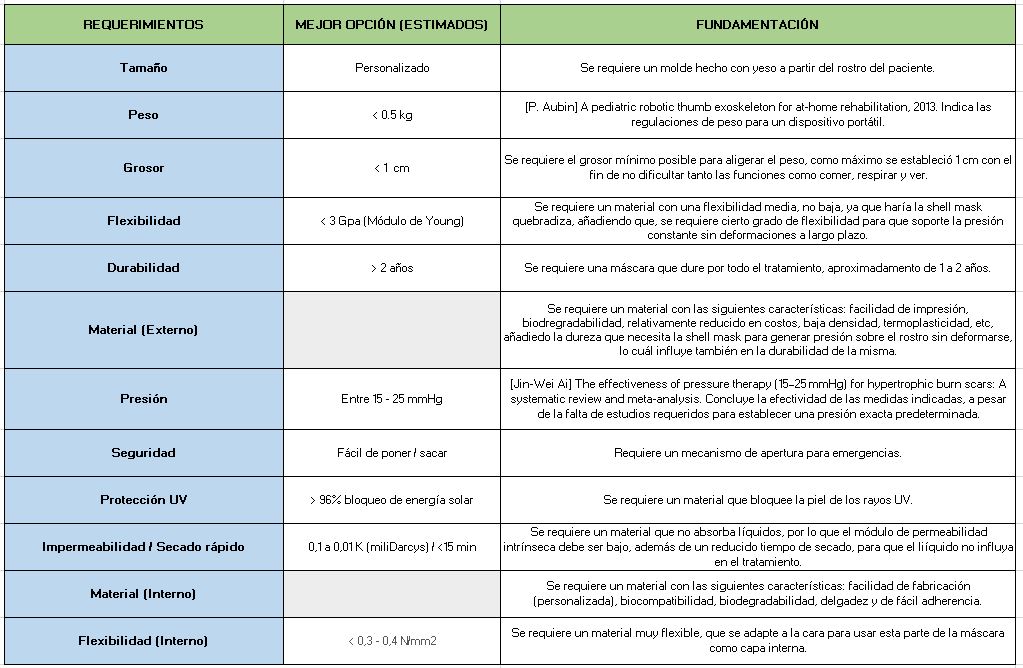 REQUERIMIENTOS
MEJOR OPCIÓN (ESTIMADOS)
FUNDAMENTACIÓN
Tamaño
Personalizado
Se requiere un molde hecho con yeso a partir del rostro del paciente.
Peso
< 0.5 kg
[P. Aubin] A pediatric robotic thumb exoskeleton for at-home rehabilitation, 2013. Indica las
regulaciones de peso para un dispositivo portátil.
Grosor
< 1 cm
Se requiere el grosor mínimo posible para aligerar el peso, como máximo se estableció 1 cm con el
fin de no dificultar tanto las funciones como comer, respirar y ver.
Flexibilidad
< 3 Gpa (Módulo de Young)
Se requiere un material con una flexibilidad media, no baja, ya que haría la shell mask
quebradiza, añadiendo que, se requiere cierto grado de flexibilidad para que soporte la presión
constante sin deformaciones a largo plazo.
Durabilidad
> 2 años
Se requiere una máscara que dure por todo el tratamiento, aproximadamento de 1 a 2 años.
Material (Externo)
Se requiere un material con las siguientes características: facilidad de impresión,
biodregradabilidad, relativamente reducido en costos, baja densidad, termoplasticidad, etc,
añadiedo la dureza que necesita la shell mask para generar presión sobre el rostro sin deformarse,
lo cuál influye también en la durabilidad de la misma.
Presión
Entre 15 - 25 mmHg
[Jin-Wei Ai] The effectiveness of pressure therapy (15–25 mmHg) for hypertrophic burn scars: A
systematic review and meta-analysis. Concluye la efectividad de las medidas indicadas, a pesar
de la falta de estudios requeridos para establecer una presión exacta predeterminada.
Seguridad
Fácil de poner / sacar
Requiere un mecanismo de apertura para emergencias.
Protección UV
> 96% bloqueo de energía solar
Se requiere un material que bloquee la piel de los rayos UV.
Impermeabilidad / Secado rápido
0,1 a 0,01 K (miliDarcys) / <15 min
Se requiere un material que no absorba líquidos, por lo que el módulo de permeabilidad
intrínseca debe ser bajo, además de un reducido tiempo de secado, para que el liíquido no influya
en el tratamiento.
Material (Interno)
Se requiere un material con las siguientes características: facilidad de fabricación
(personalizada), biocompatibilidad, biodegradabilidad, delgadez y de fácil adherencia.
Flexibilidad (Interno)
< 0,3 - 0,4 N/mm2
Se requiere un material muy flexible, que se adapte a la cara para usar esta parte de la máscara
como capa interna.